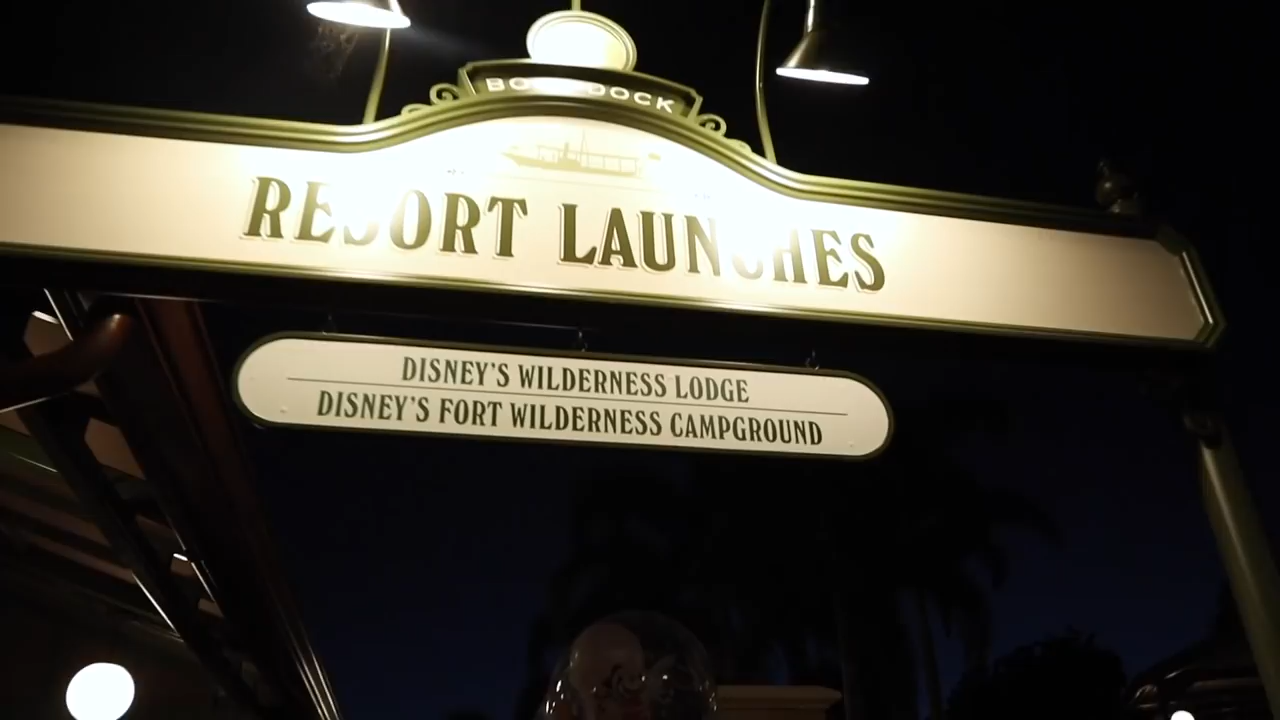 DOCK
RESORT LAUNCHES
DISNEY'S WILDERNESS LODGE
DISNEY'S FORT WILDERNESS CAMPGROUND